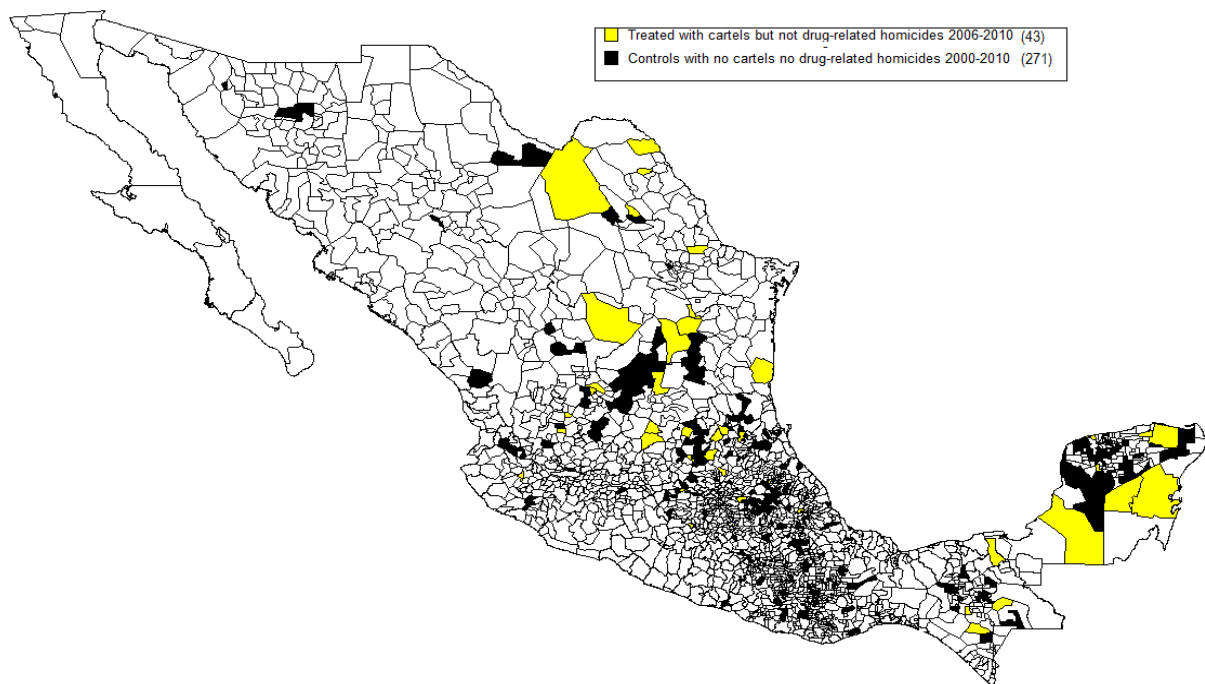 Treated with cartels but not drug-related homicides 2006-2010 (43)
Controls with no cartels no drug-related homicides 2000-2010 (271)